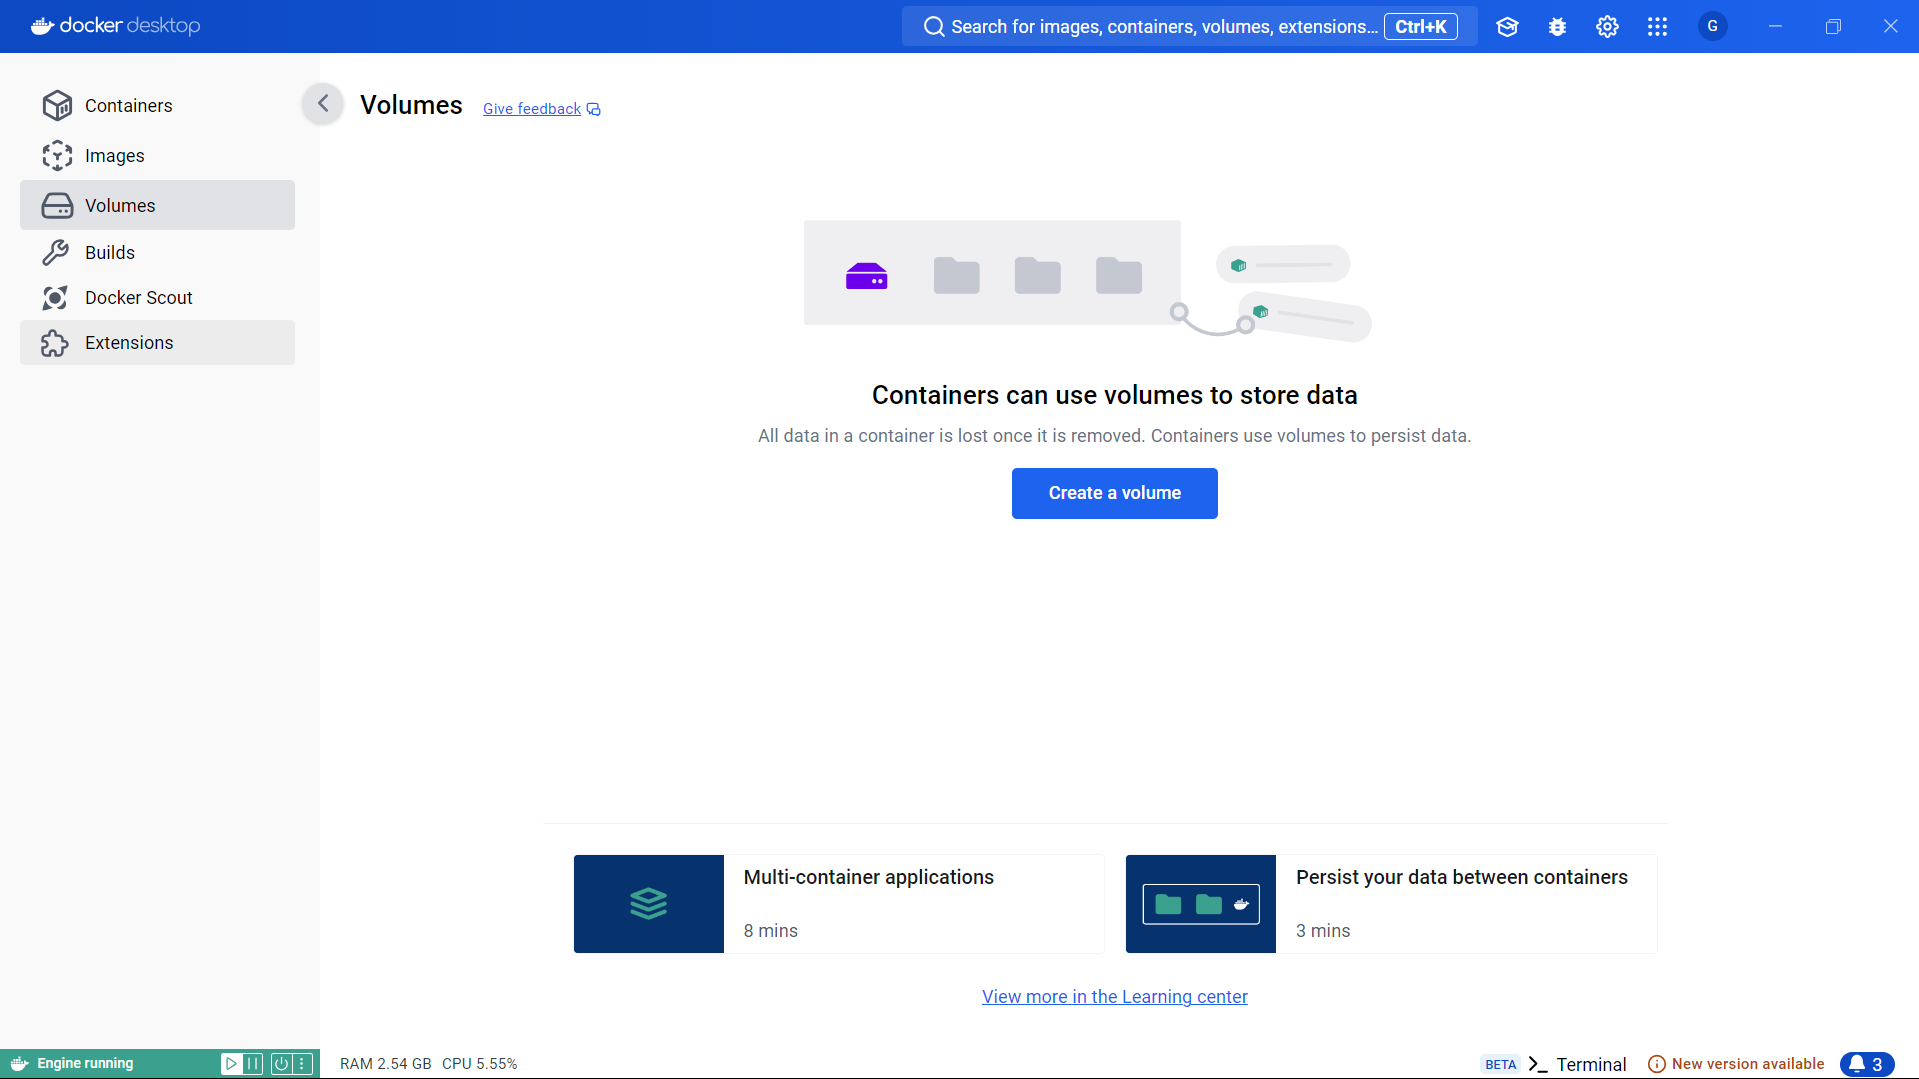 docker desktop
Search for images, containers, volumes, extensions... Ctrl+K
G
Containers
Images
Volumes
Builds
Docker Scout
Extensions
Volumes Give feedback
Containers can use volumes to store data
All data in a container is lost once it is removed. Containers use volumes to persist data.
Create a volume
Multi-container applications
8 mins
Persist your data between containers
3 mins
View more in the Learning center
Engine running
RAM 2.54 GB CPU 5.55%
BETA Terminal
New version available
3